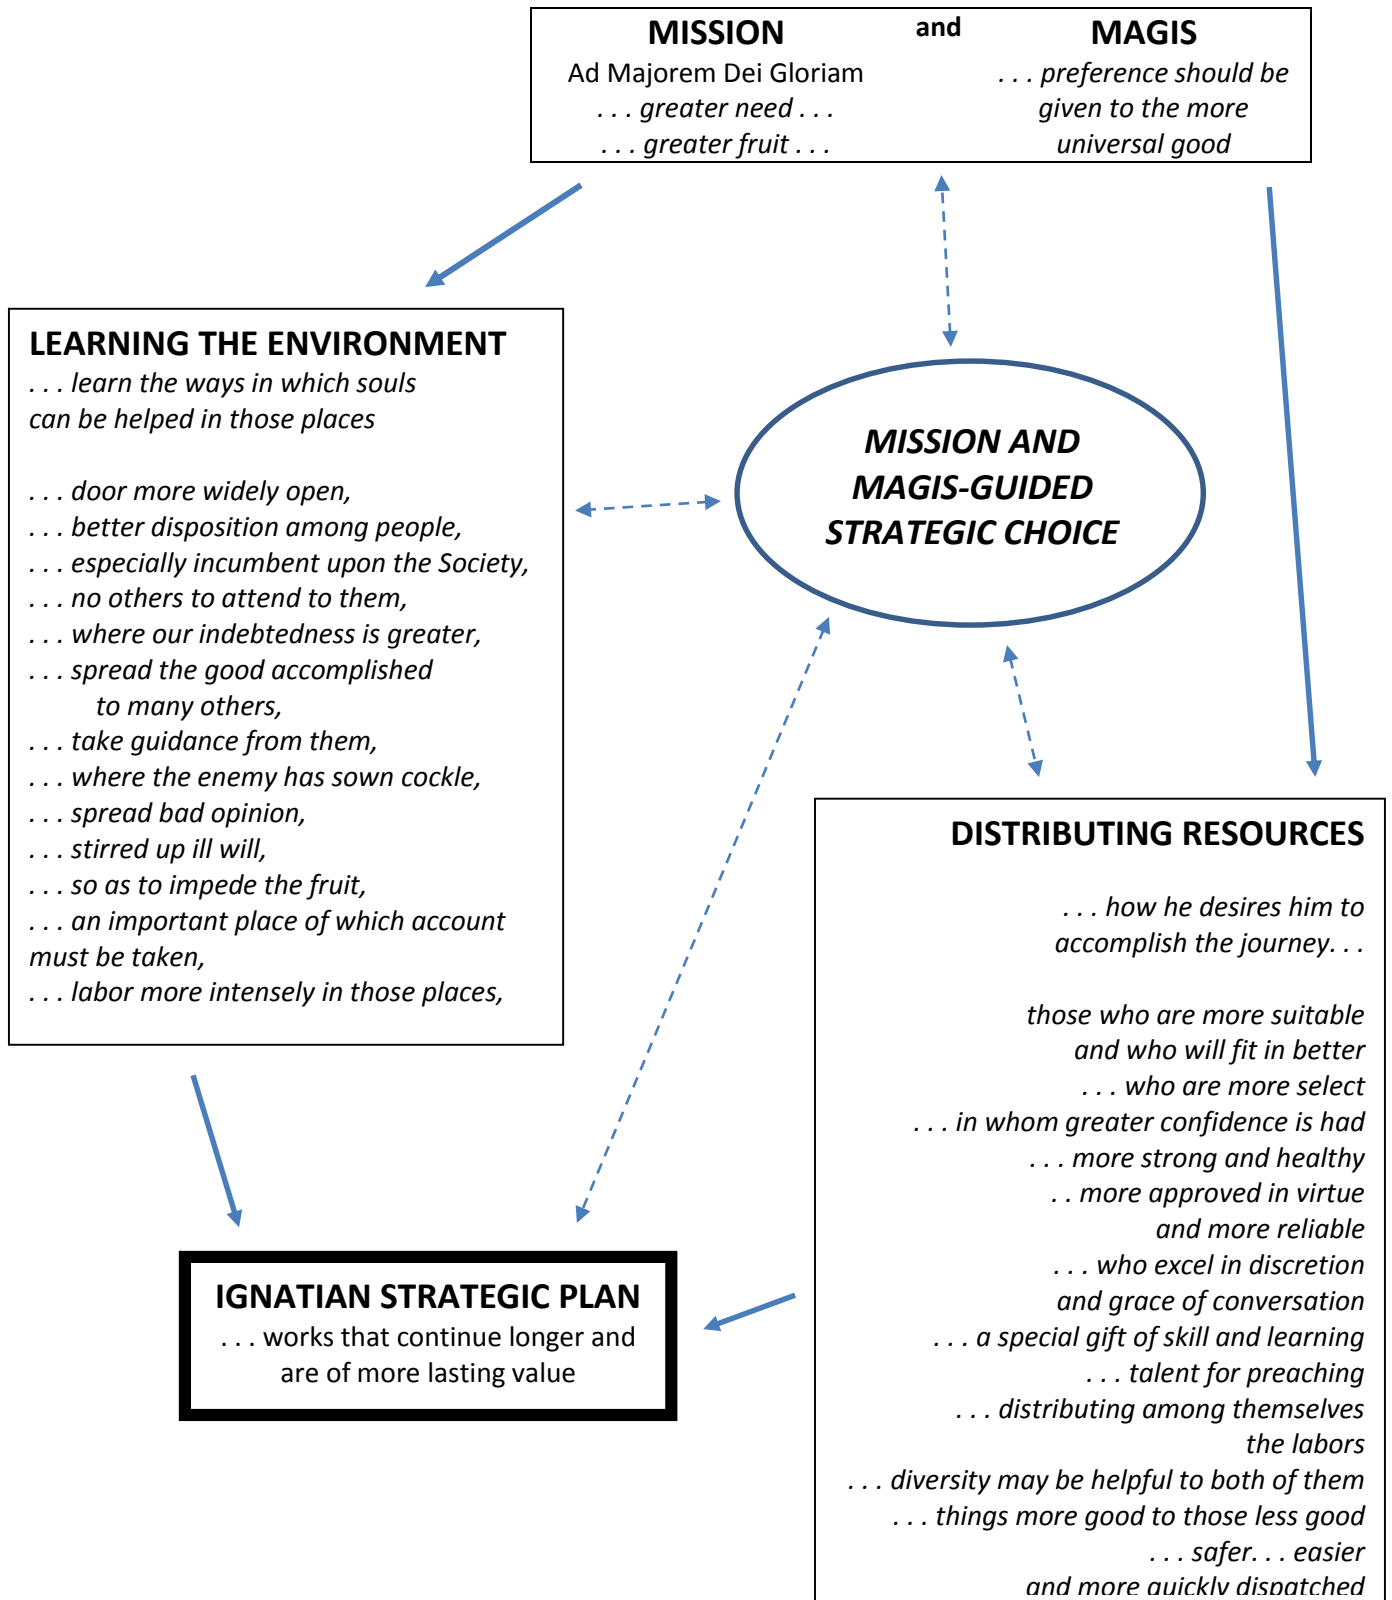 MISSION and MAGIS
Ad Majorem Dei Gloriam
. . . greater need . . .
. . . greater fruit . . .
. . . preference should be
given to the more
universal good
LEARNING THE ENVIRONMENT
. . . learn the ways in which souls
can be helped in those places
. . . door more widely open,
. . . better disposition among people,
. . . especially incumbent upon the Society,
. . . no others to attend to them,
. . . where our indebtedness is greater,
. . . spread the good accomplished
to many others,
. . . take guidance from them,
. . . where the enemy has sown cockle,
. . . spread bad opinion,
. . . stirred up ill will,
. . . so as to impede the fruit,
. . . an important place of which account
must be taken,
. . . labor more intensely in those places,
MISSION AND
MAGIS-GUIDED
STRATEGIC CHOICE
DISTRIBUTING RESOURCES
. . . how he desires him to
accomplish the journey. . .
those who are more suitable
and who will fit in better
. . . who are more select
. . . in whom greater confidence is had
. . . more strong and healthy
. . more approved in virtue
and more reliable
. . . who excel in discretion
and grace of conversation
. . . a special gift of skill and learning
. . . talent for preaching
. . . distributing among themselves
the labors
. . . diversity may be helpful to both of them
. . . things more good to those less good
. . . safer. . . easier
and more quickly dispatched
IGNATIAN STRATEGIC PLAN
. . . works that continue longer and
are of more lasting value